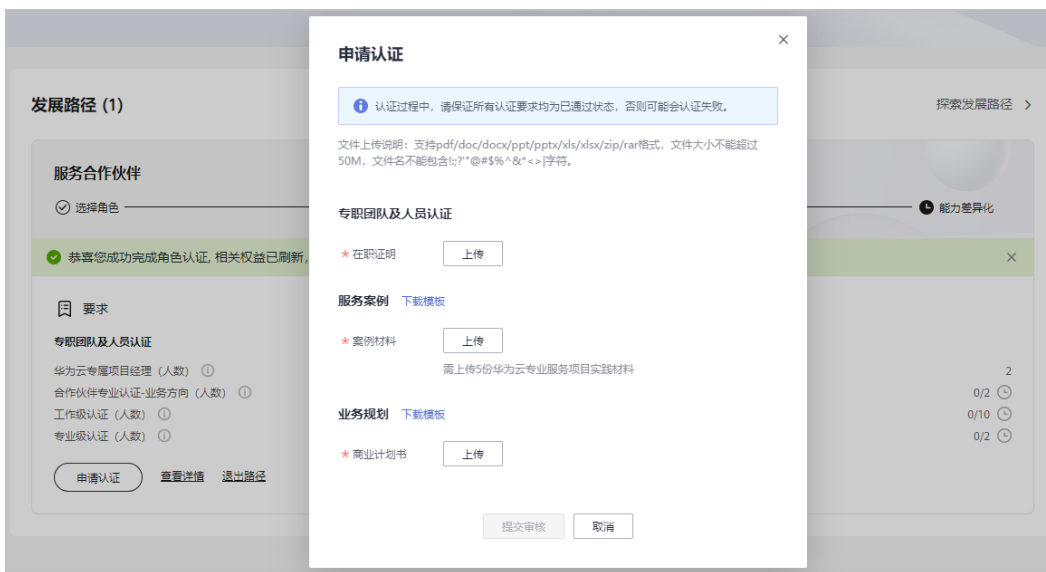 申请认证
认证过程中，请保证所有认证要求均为已通过状态，否则可能会认证失败。
文件上传说明：支持pdf/doc/docx/ppt/pptx/xls/xlsx/zip/rar格式，文件大小不能超过
50M，文件名不能包含!:;?'"@#$%^&*<>|字符。
专职团队及人员认证
* 在职证明 上传
服务案例 下载模板
* 案例材料 上传
需上传5份华为云专业服务项目实践材料
业务规划 下载模板
* 商业计划书 上传
提交审核 取消
发展路径 (1) 探索发展路径
服务合作伙伴
选择角色 能力差异化
恭喜您成功完成角色认证, 相关权益已刷新,
要求
专职团队及人员认证
华为云专属项目经理（人数） 2
合作伙伴专业认证-业务方向（人数） 0/2
工作级认证（人数） 0/10
专业级认证（人数） 0/2
申请认证 查看详情 退出路径